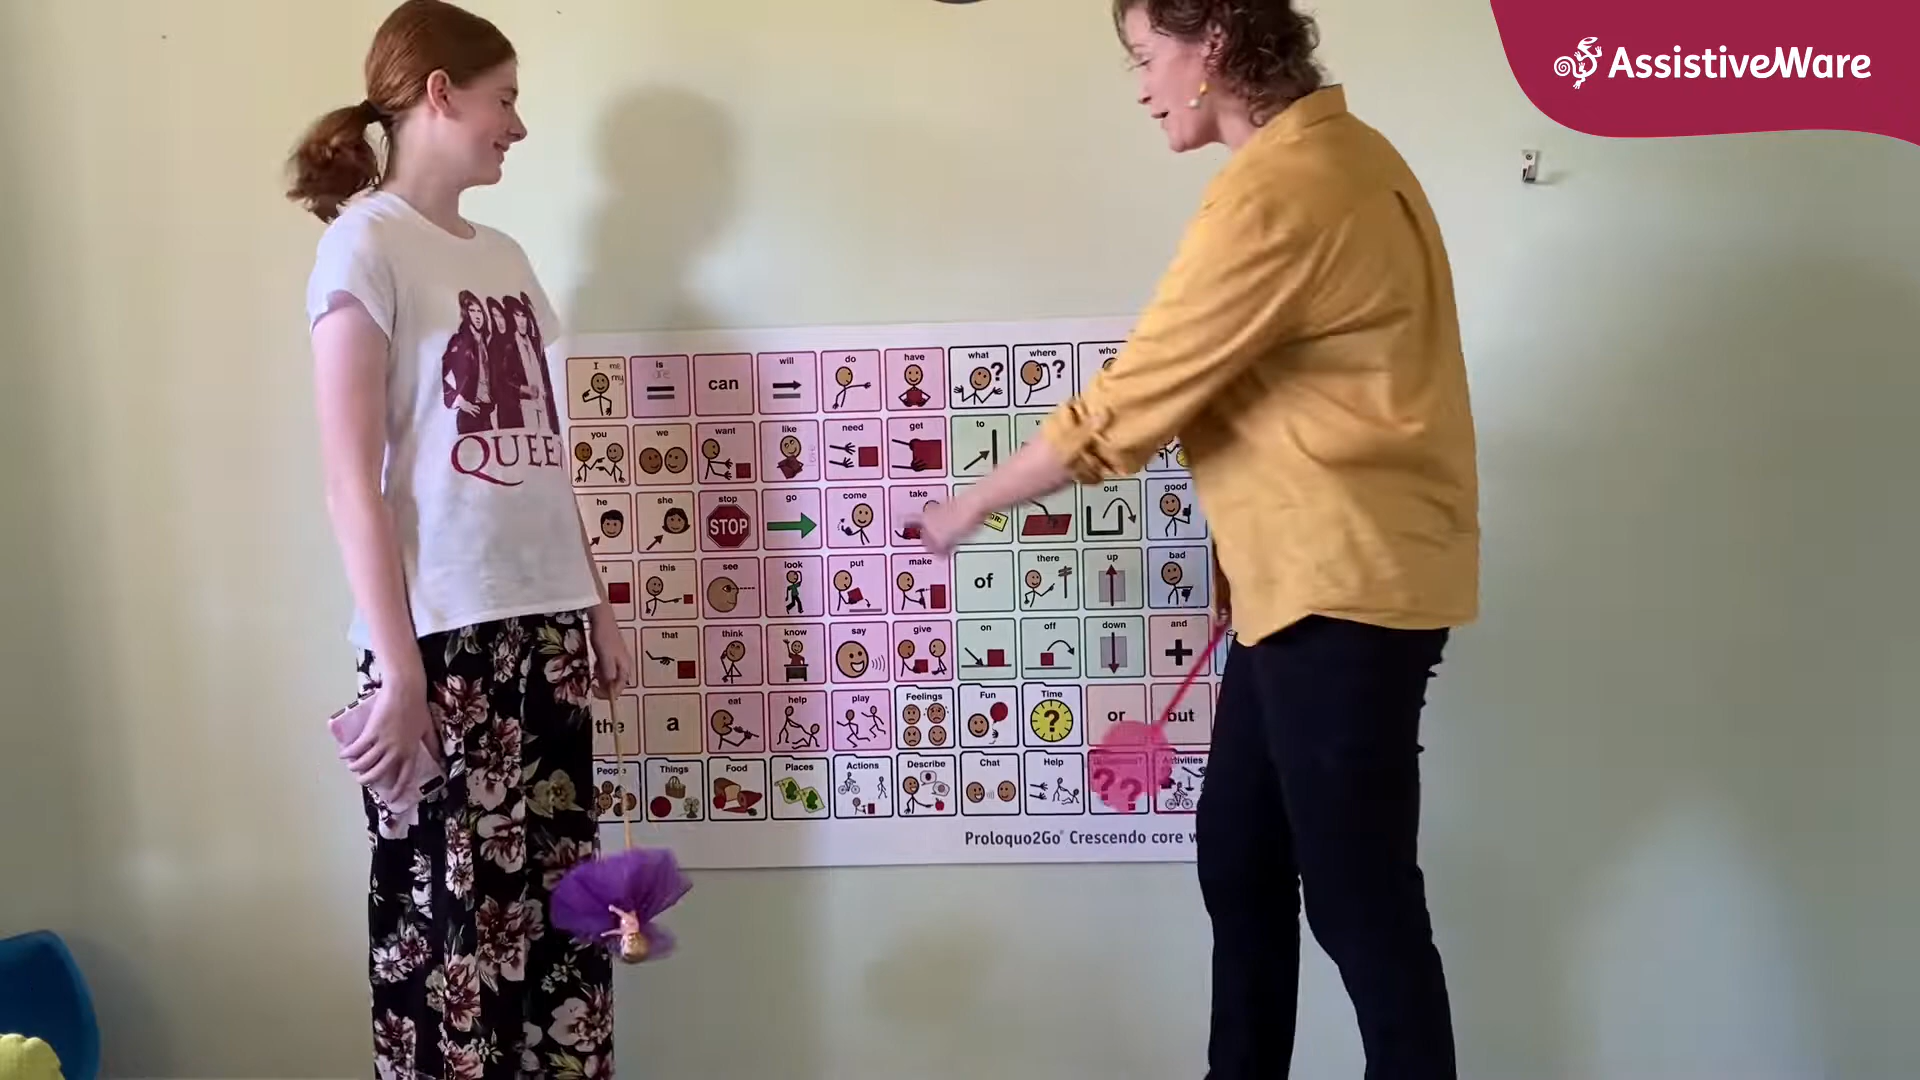 AssistiveWare
QUEEN
I me my is are can will do have what where who
you we want like need get to
he she stop STOP go come take out good
it this see look put make of there up bad
that think know say give on off down and
the a eat help play Feelings Fun Time or but
People Things Food Places Actions Describe Chat Help Activities
Proloquo2Go® Crescendo core